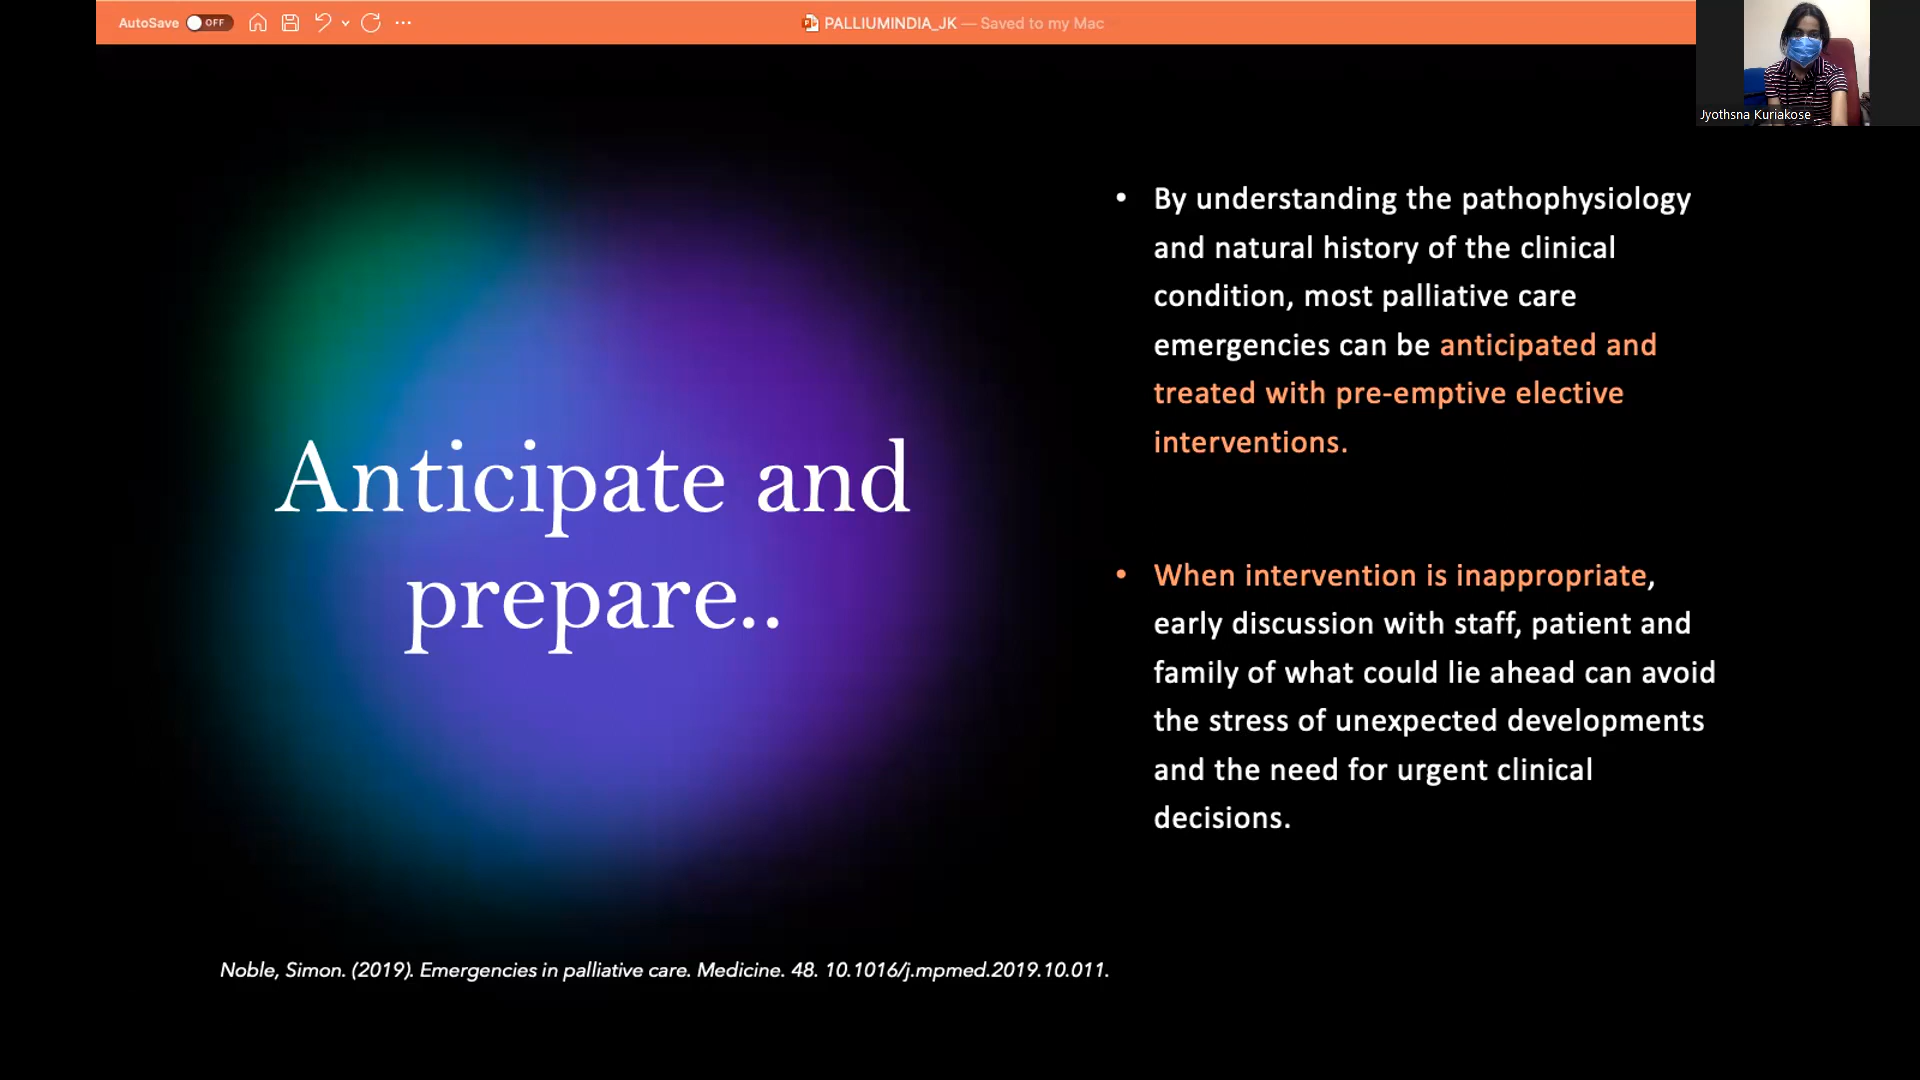 AutoSave OFF
PALLIUMINDIA_JK — Saved to my Mac
Jyothsna Kuriakose
Anticipate and
prepare..
• By understanding the pathophysiology
and natural history of the clinical
condition, most palliative care
emergencies can be anticipated and
treated with pre-emptive elective
interventions.
• When intervention is inappropriate,
early discussion with staff, patient and
family of what could lie ahead can avoid
the stress of unexpected developments
and the need for urgent clinical
decisions.
Noble, Simon. (2019). Emergencies in palliative care. Medicine. 48. 10.1016/j.mpmed.2019.10.011.